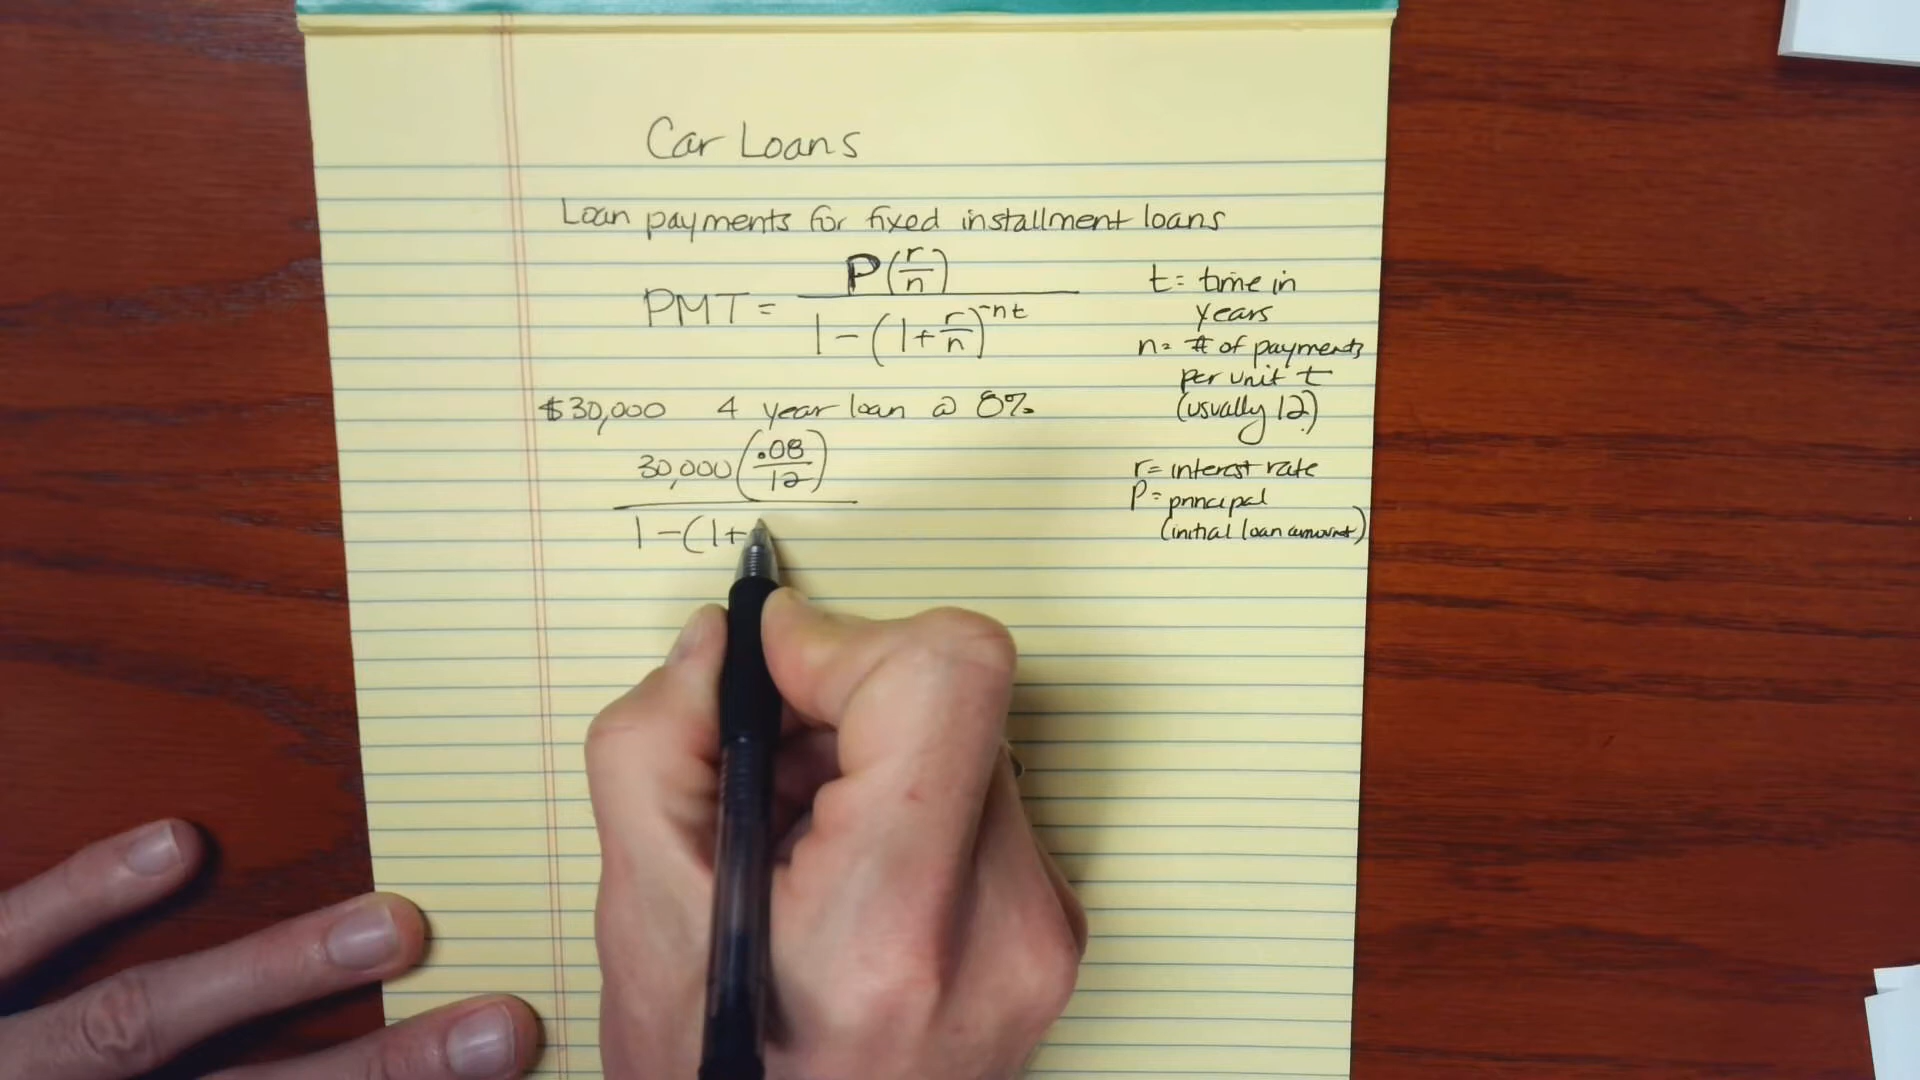 Car Loans
Loan payments for fixed installment loans
PMT = P(r/n) / 1-(1+r/n)^-nt
t = time in
years
n = # of payments
per unit t
(usually 12)
$30,000 4 year loan @ 8%
30,000(.08/12)
1-(1+
r = interest rate
P = principal
(initial loan amount)